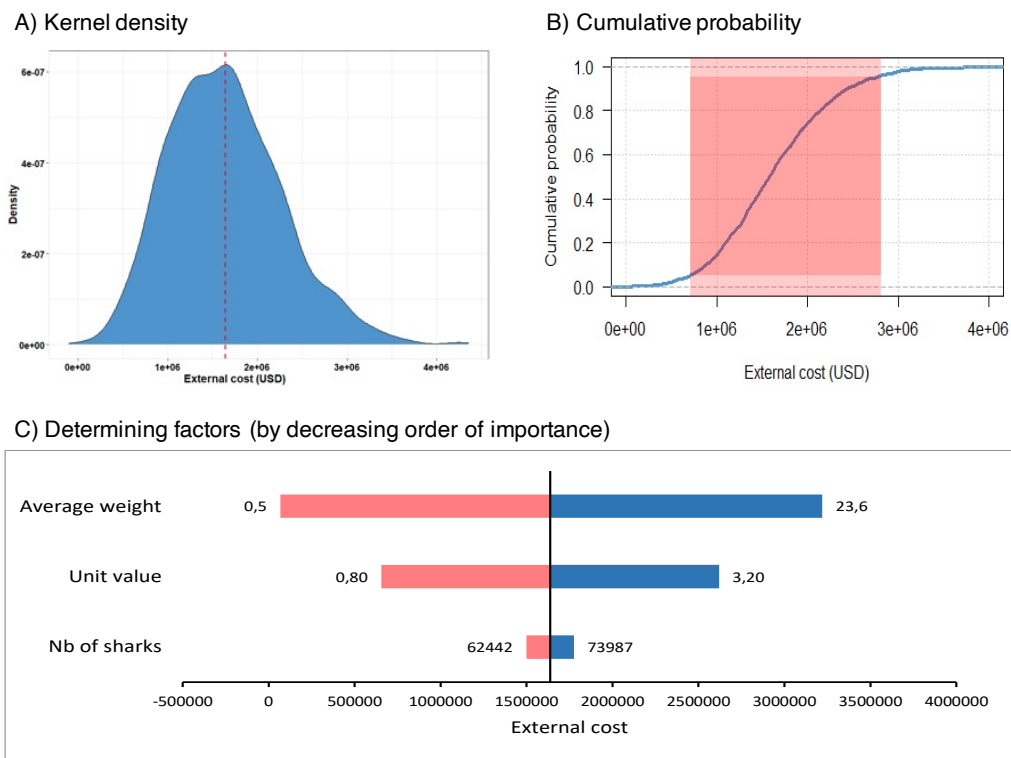 A) Kernel density
6e-07
4e-07
2e-07
0e+00
Density
0e+00 1e+06 2e+06 3e+06 4e+06
External cost (USD)
B) Cumulative probability
1.0
0.8
0.6
0.4
0.2
0.0
Cumulative probability
0e+00 1e+06 2e+06 3e+06 4e+06
External cost (USD)
C) Determining factors (by decreasing order of importance)
Average weight 0,5 23,6
Unit value 0,80 3,20
Nb of sharks 62442 73987
-500000 0 500000 1000000 1500000 2000000 2500000 3000000 3500000 4000000
External cost